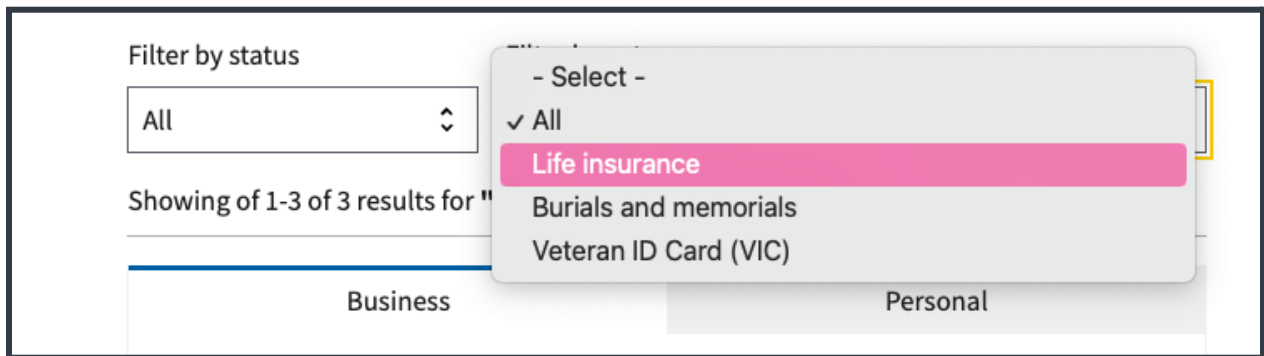 Filter by status
- Select -
All
✓ All
Life insurance
Showing of 1-3 of 3 results for "
Burials and memorials
Veteran ID Card (VIC)
Business
Personal